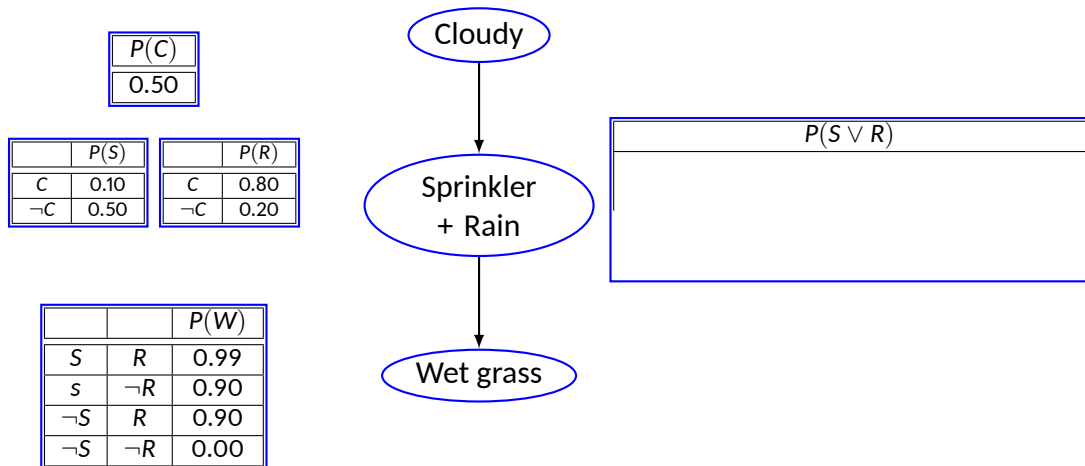 P(C)
0.50
P(S)
C 0.10
¬C 0.50
P(R)
C 0.80
¬C 0.20
P(W)
S R 0.99
s ¬R 0.90
¬S R 0.90
¬S ¬R 0.00
Cloudy
Sprinkler
+ Rain
Wet grass
P(S ∨ R)